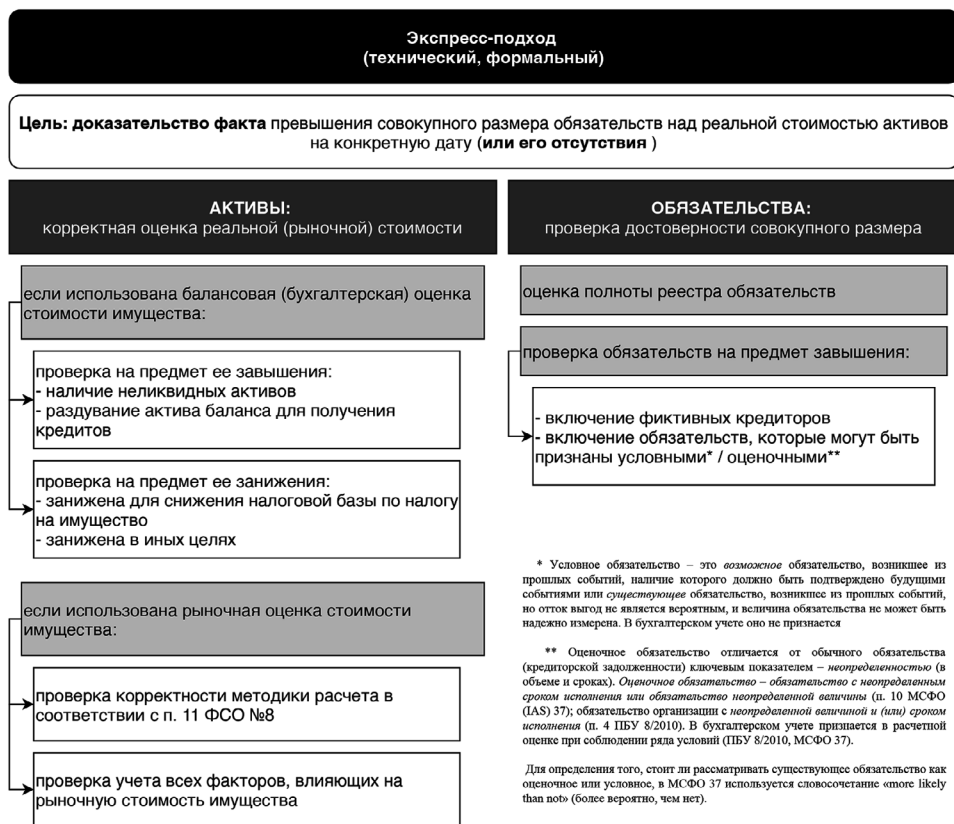 Экспресс-подход
(технический, формальный)
Цель: доказательство факта превышения совокупного размера обязательств над реальной стоимостью активов
на конкретную дату (или его отсутствия )
АКТИВЫ:
корректная оценка реальной (рыночной) стоимости
если использована балансовая (бухгалтерская) оценка
стоимости имущества:
проверка на предмет ее завышения:
- наличие неликвидных активов
- раздувание актива баланса для получения
кредитов
проверка на предмет ее занижения:
- занижена для снижения налоговой базы по налогу
на имущество
- занижена в иных целях
если использована рыночная оценка стоимости
имущества:
проверка корректности методики расчета в
соответствии с п. 11 ФСО №8
проверка учета всех факторов, влияющих на
рыночную стоимость имущества
ОБЯЗАТЕЛЬСТВА:
проверка достоверности совокупного размера
оценка полноты реестра обязательств
проверка обязательств на предмет завышения:
- включение фиктивных кредиторов
- включение обязательств, которые могут быть
признаны условными* / оценочными**
* Условное обязательство – это возможное обязательство, возникшее из
прошлых событий, наличие которого должно быть подтверждено будущими
событиями или существующее обязательство, возникшее из прошлых событий,
но отток выгод не является вероятным, и величина обязательства не может быть
надежно измерена. В бухгалтерском учете оно не признается
** Оценочное обязательство отличается от обычного обязательства
(кредиторской задолженности) ключевым показателем – неопределенностью (в
объеме и сроках). Оценочное обязательство – обязательство с неопределенным
сроком исполнения или обязательство неопределенной величины (п. 10 МСФО
(IAS) 37); обязательство организации с неопределенной величиной и (или) сроком
исполнения (п. 4 ПБУ 8/2010). В бухгалтерском учете признается в расчетной
оценке при соблюдении ряда условий (ПБУ 8/2010, МСФО 37).
Для определения того, стоит ли рассматривать существующее обязательство как
оценочное или условное, в МСФО 37 используется словосочетание «more likely
than not» (более вероятно, чем нет).